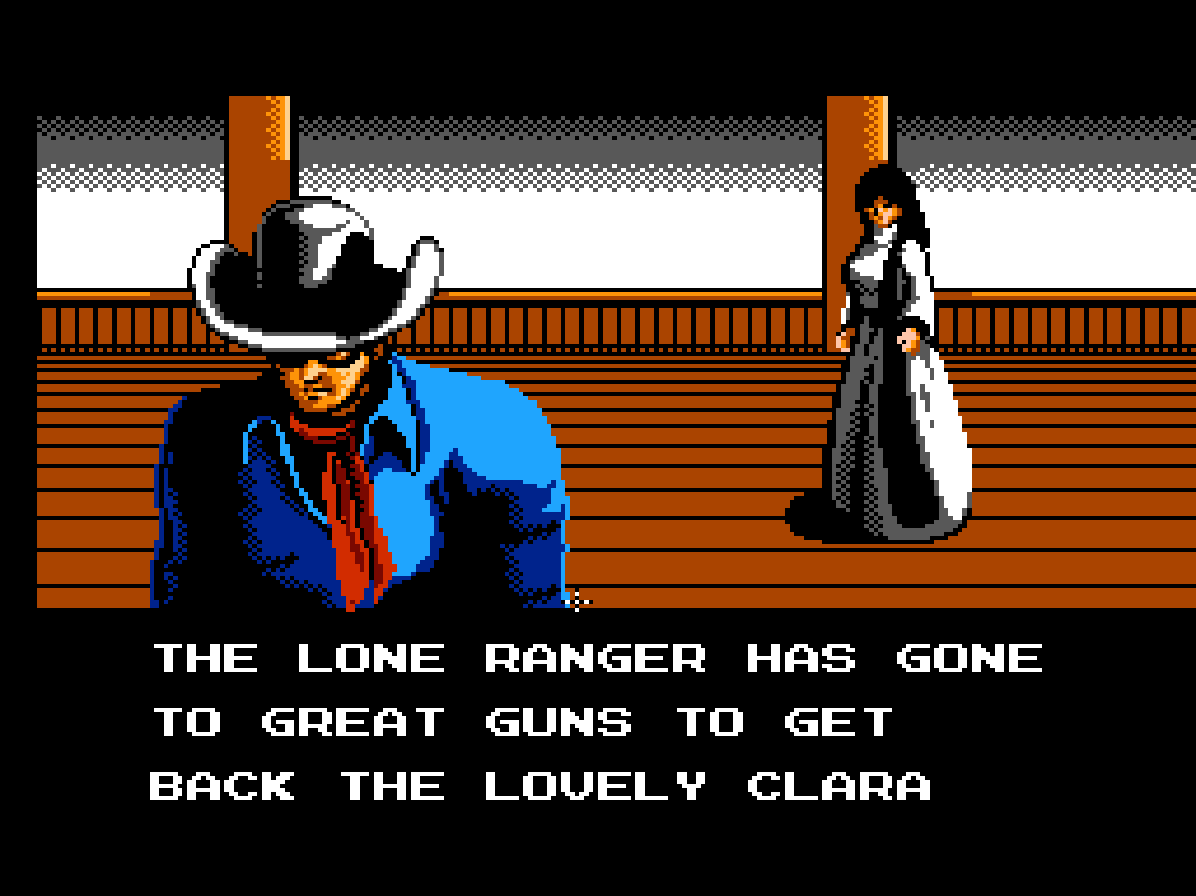 THE LONE RANGER HAS GONE
TO GREAT GUNS TO GET
BACK THE LOVELY CLARA